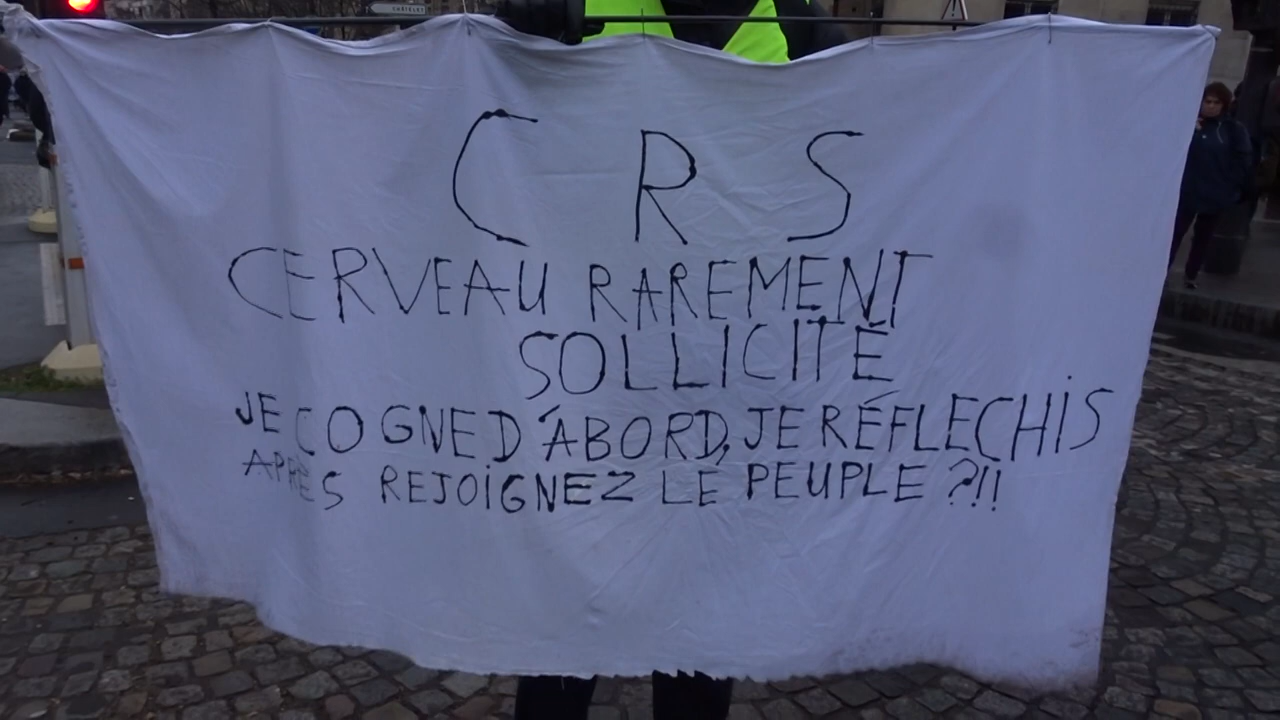 C R S
CERVEAU RAREMENT
SOLLICITÉ
JE COGNE D'ABORD, JE RÉFLECHIS
APRÈS REJOIGNEZ LE PEUPLE ?!!